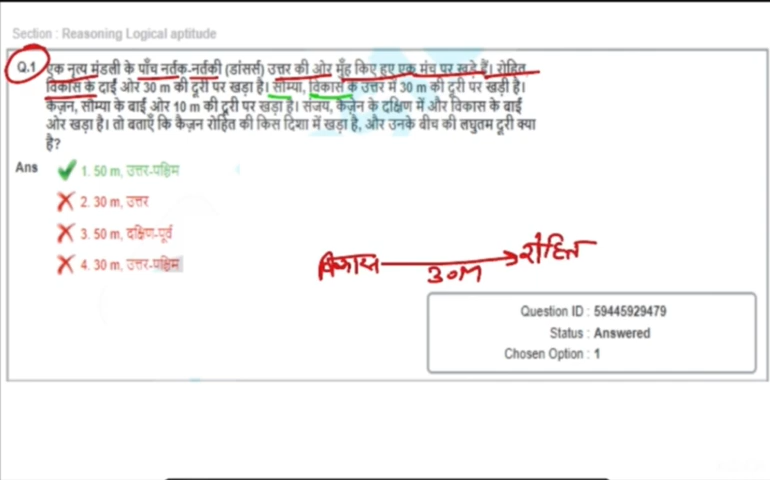 Section : Reasoning Logical aptitude
Q.1 एक नृत्य मंडली के पाँच नर्तक-नर्तकी (डांसर्स) उत्तर की ओर मुँह किए हुए एक मंच पर खड़े हैं। रोहित,
विकास के दाईं ओर 30 m की दूरी पर खड़ा है। सौम्या, विकास के उत्तर में 30 m की दूरी पर खड़ी है।
कैज़न, सौम्या के बाईं ओर 10 m की दूरी पर खड़ा है। संजय, कैज़ेन के दक्षिण में और विकास के बाईं
ओर खड़ा है। तो बताएँ कि कैज़न रोहित की किस दिशा में खड़ा है, और उनके बीच की लघुतम दूरी क्या
है?
Ans 1. 50 m, उत्तर-पश्चिम
2. 30 m, उत्तर
3. 50 m, दक्षिण-पूर्व
4. 30 m, उत्तर-पश्चिम
विकास रोहित
30M
Question ID : 59445929479
Status : Answered
Chosen Option : 1